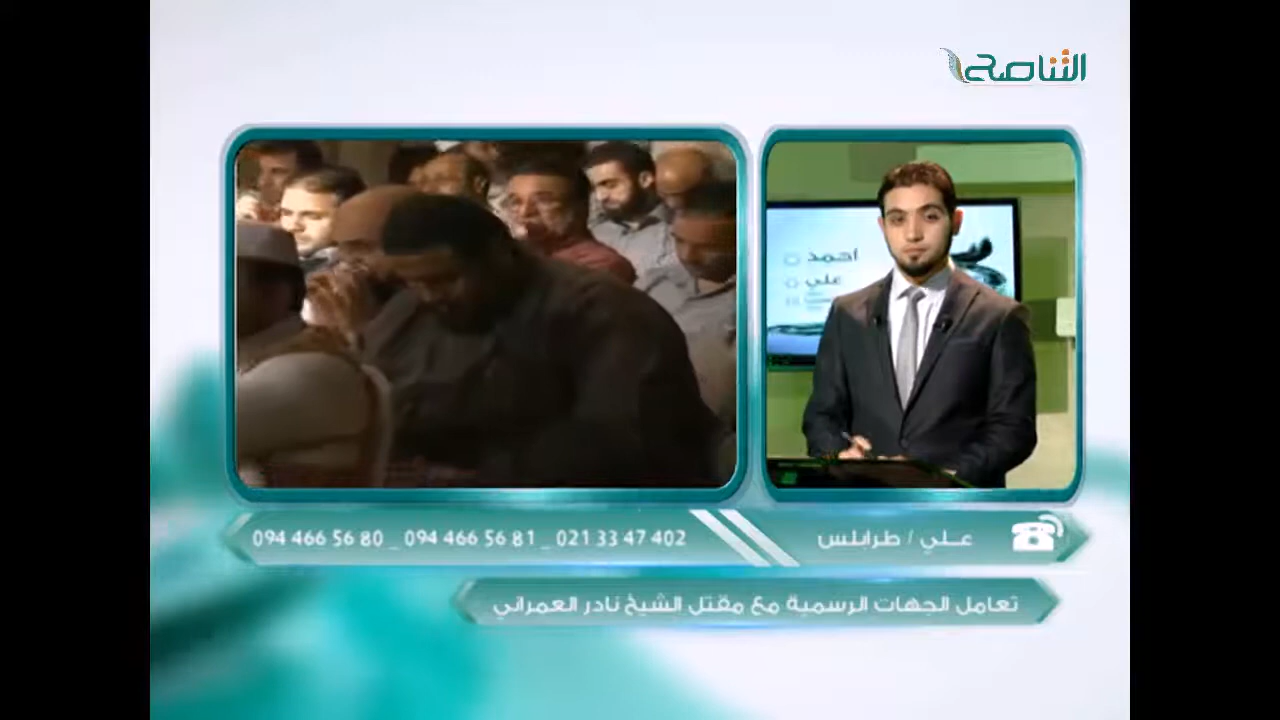 التناصح
أحمد
علي
علي / طرابلس
094 466 56 80 _ 094 466 56 81 _ 021 33 47 402
تعامل الجهات الرسمية مع مقتل الشيخ نادر العمراني